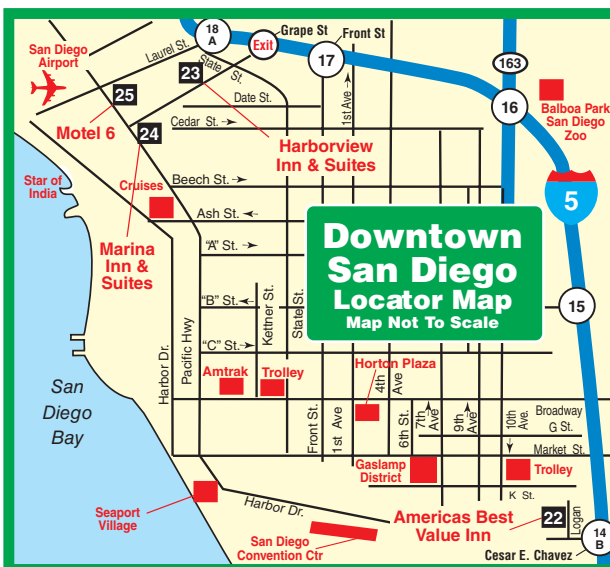 18
A
Exit
Grape St
Front St
San Diego
Airport
Laurel St.
State St.
17
163
23
25
24
Motel 6
Date St.
1st Ave →
16
Balboa Park
San Diego
Zoo
Cedar St. →
Harborview
Inn & Suites
Beech St. →
Star of
India
Cruises
5
Ash St. ←
Marina
Inn &
Suites
"A" St. →
Downtown
San Diego
Locator Map
Map Not To Scale
"B" St. ←
Kettner St.
State St.
15
"C" St. →
Harbor Dr.
Pacific Hwy
Amtrak
Trolley
Horton Plaza
4th
Ave
San
Diego
Bay
Front St.
1st Ave
6th St.
7th
Ave
9th
Ave
10th
Ave.
Broadway
G St.
Market St.
Gaslamp
District
Trolley
K St.
Seaport
Village
Harbor Dr.
San Diego
Convention Ctr
Americas Best
Value Inn
22
Logan
14
B
Cesar E. Chavez